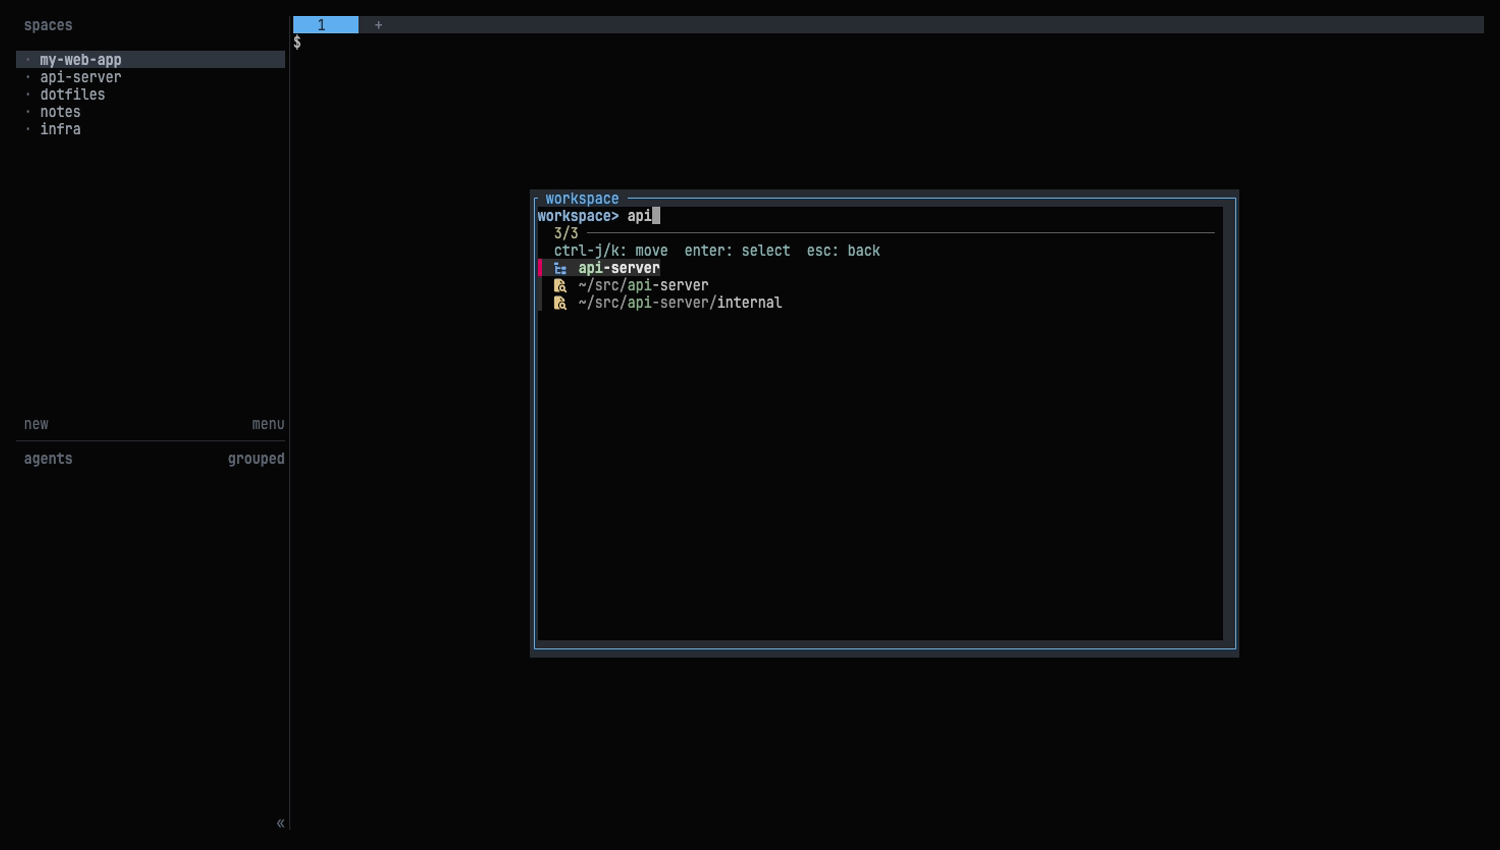 spaces
· my-web-app
· api-server
· dotfiles
· notes
· infra
new menu
agents grouped
«
1 +
$
workspace
workspace> api
3/3
ctrl-j/k: move  enter: select  esc: back
api-server
~/src/api-server
~/src/api-server/internal